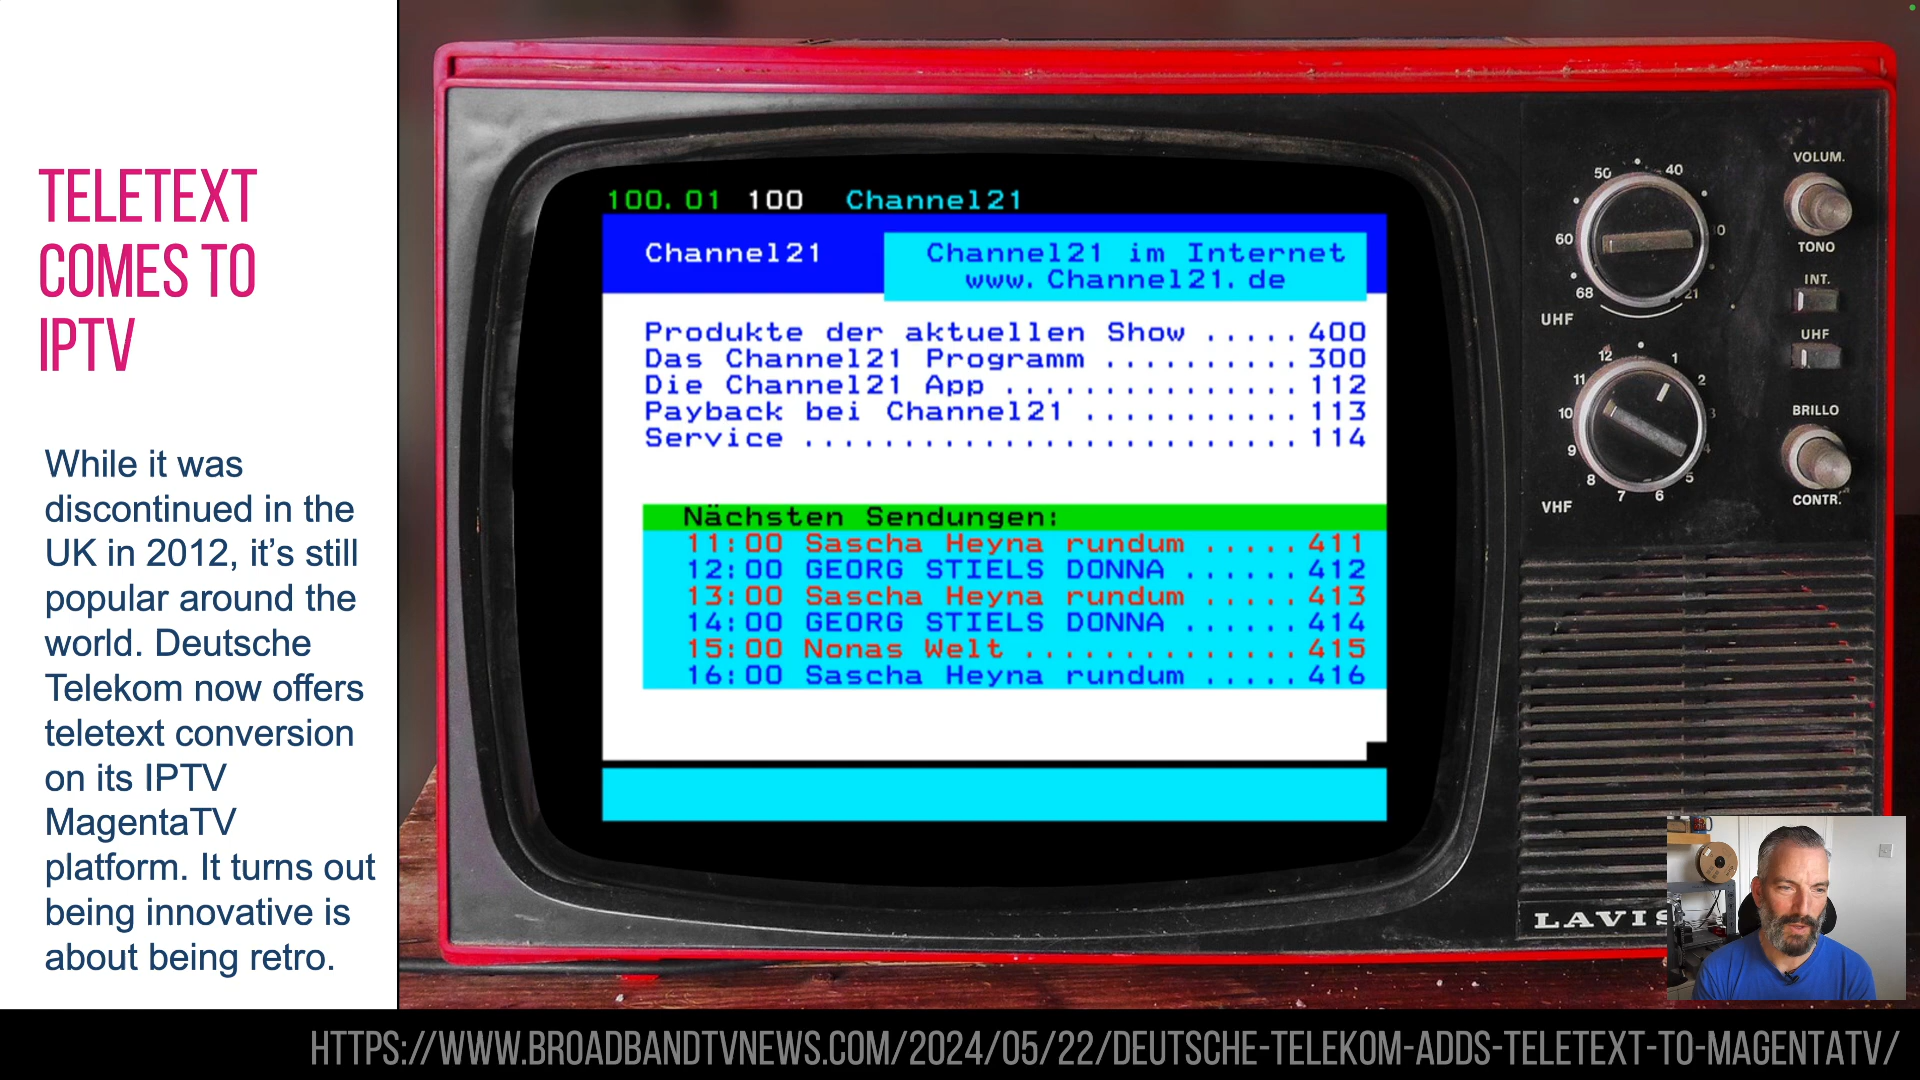 TELETEXT
COMES TO
IPTV
While it was
discontinued in the
UK in 2012, it’s still
popular around the
world. Deutsche
Telekom now offers
teletext conversion
on its IPTV
MagentaTV
platform. It turns out
being innovative is
about being retro.
100.01 100 Channel21
Channel21
Channel21 im Internet
www.Channel21.de
Produkte der aktuellen Show ..... 400
Das Channel21 Programm .......... 300
Die Channel21 App ............... 112
Payback bei Channel21 ........... 113
Service ......................... 114
Nächsten Sendungen:
11:00 Sascha Heyna rundum ..... 411
12:00 GEORG STIELS DONNA ...... 412
13:00 Sascha Heyna rundum ..... 413
14:00 GEORG STIELS DONNA ...... 414
15:00 Nonas Welt .............. 415
16:00 Sascha Heyna rundum ..... 416
50 40
60
68 21
UHF
12 1
11 2
10 3
9
8 5
7 6
VHF
VOLUM.
TONO
INT.
UHF
BRILLO
CONTR.
HTTPS://WWW.BROADBANDTVNEWS.COM/2024/05/22/DEUTSCHE-TELEKOM-ADDS-TELETEXT-TO-MAGENTATV/